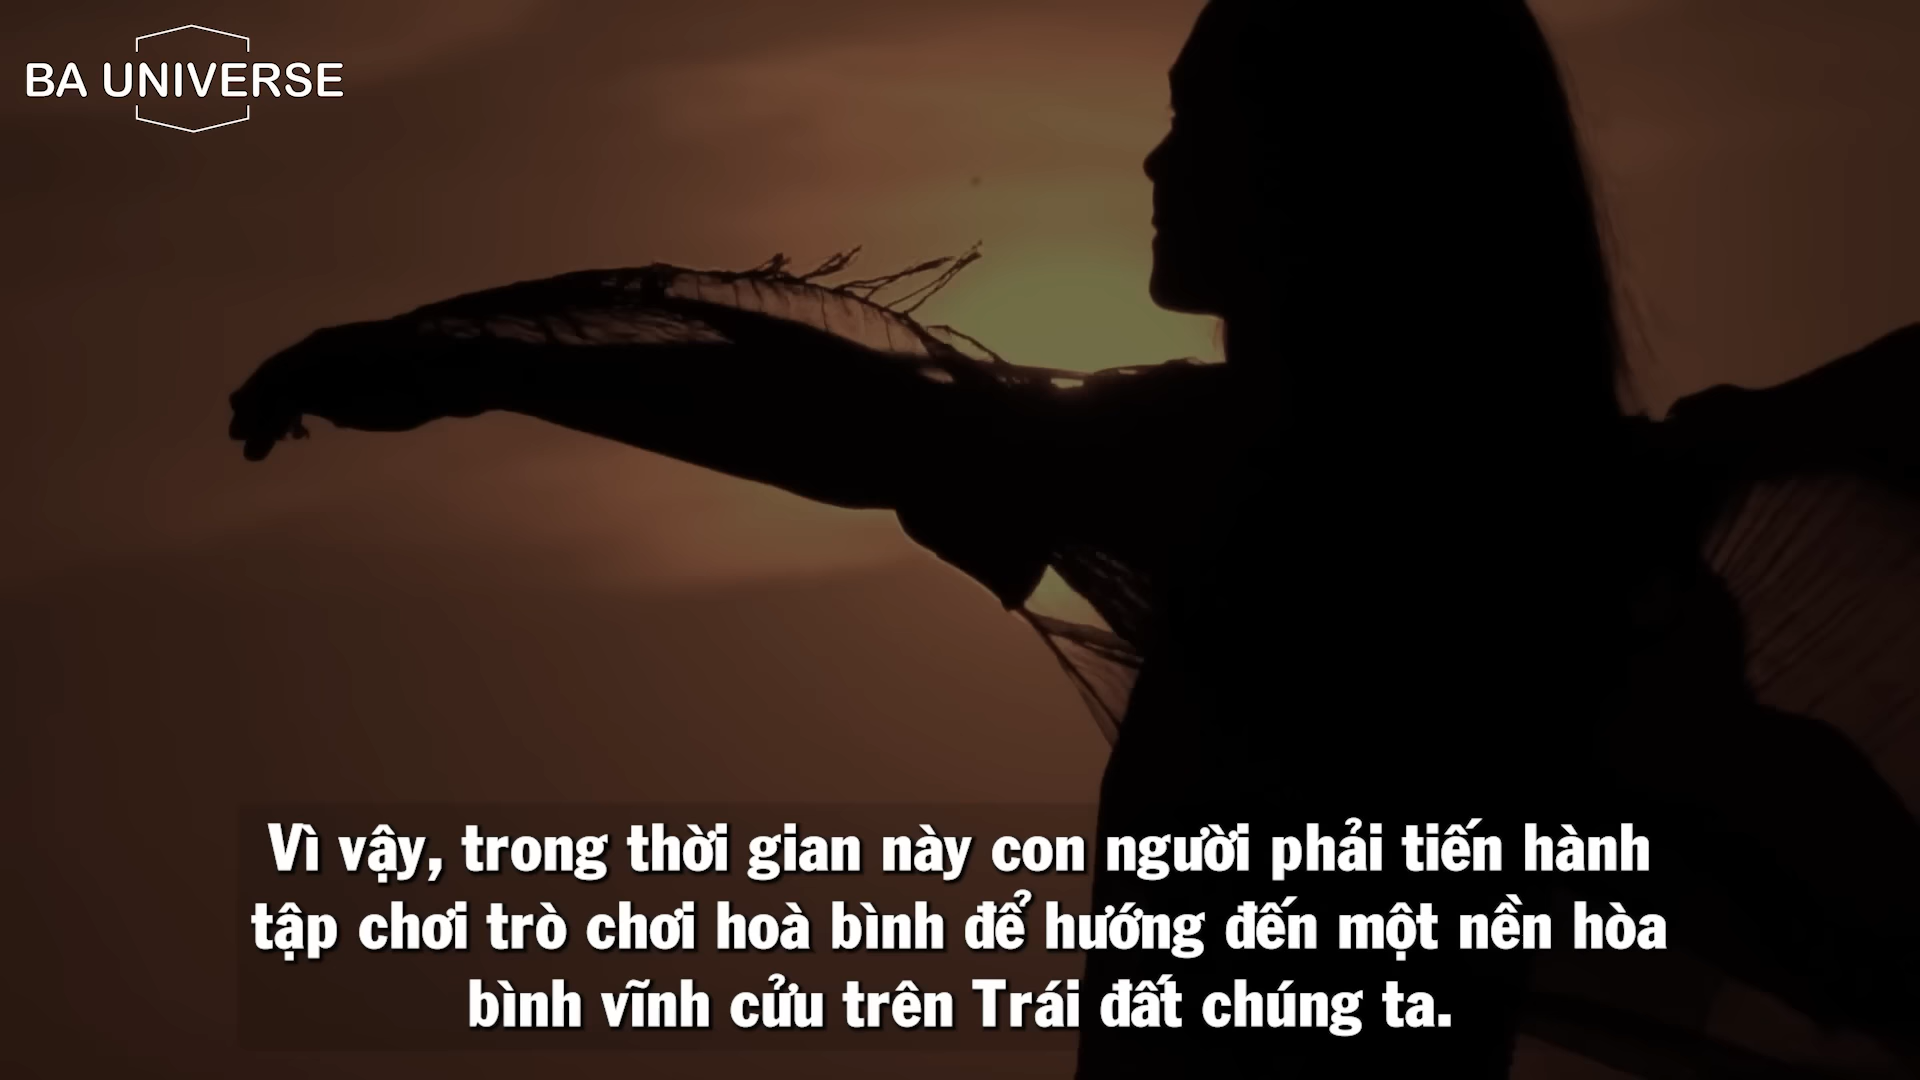 BA UNIVERSE
Vì vậy, trong thời gian này con người phải tiến hành
tập chơi trò chơi hoà bình để hướng đến một nền hòa
bình vĩnh cửu trên Trái đất chúng ta.